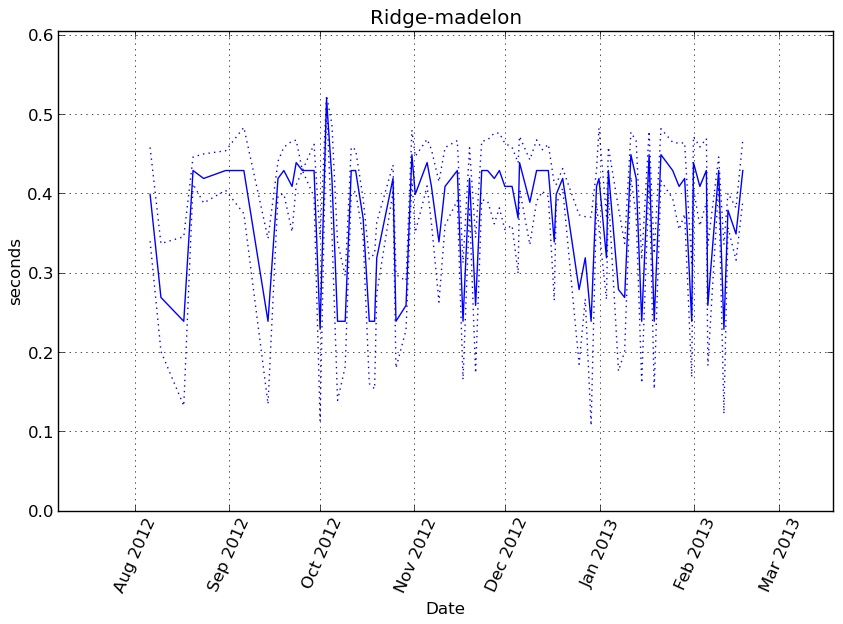 Ridge-madelon
0.6
0.5
0.4
0.3
0.2
0.1
0.0
seconds
Aug 2012
Sep 2012
Oct 2012
Nov 2012
Dec 2012
Jan 2013
Feb 2013
Mar 2013
Date